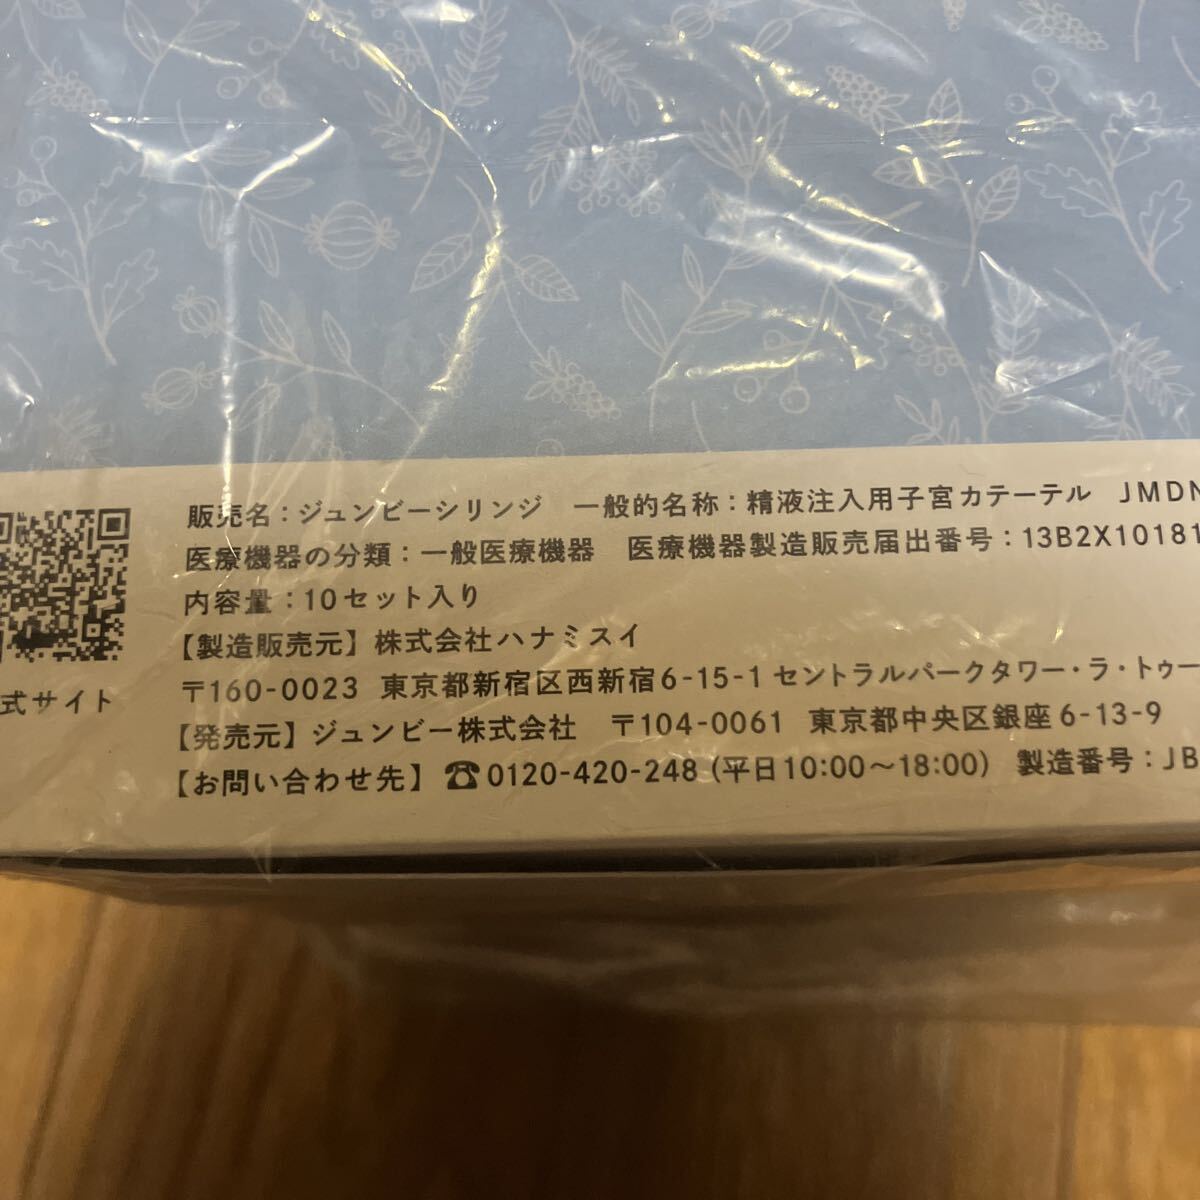 販売名：ジュンビーシリンジ　一般的名称：精液注入用子宮カテーテル　JMDN
医療機器の分類：一般医療機器　医療機器製造販売届出番号：13B2X10181
内容量：10セット入り
【製造販売元】株式会社ハナミスイ
〒160-0023 東京都新宿区西新宿6-15-1 セントラルパークタワー・ラ・トゥー
式サイト
【発売元】ジュンビー株式会社　〒104-0061 東京都中央区銀座6-13-9
【お問い合わせ先】☎0120-420-248（平日10:00〜18:00）　製造番号：JB